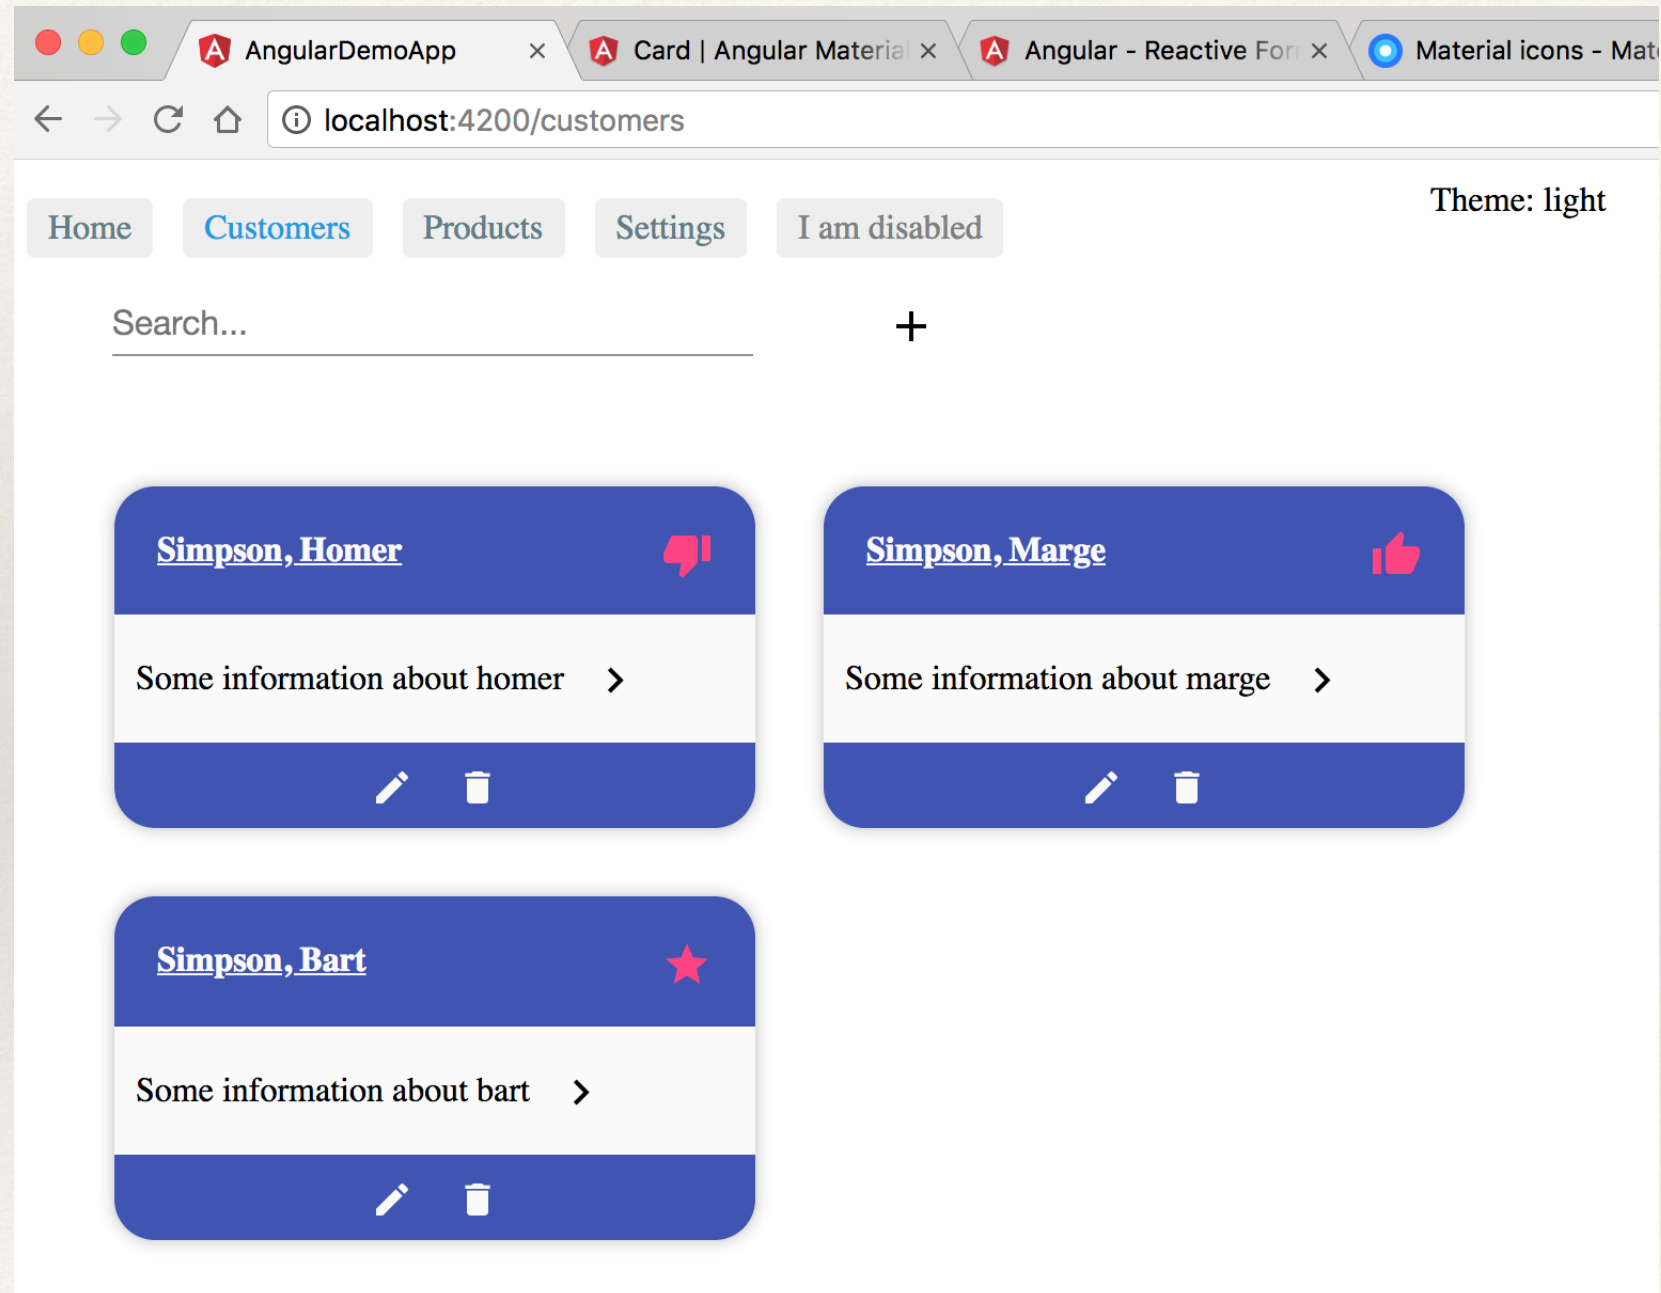 AngularDemoApp
Card | Angular Material
Angular - Reactive For
Material icons - Mat
localhost:4200/customers
Theme: light
Home
Customers
Products
Settings
I am disabled
Search...
Simpson, Homer
Simpson, Marge
Some information about homer
Some information about marge
Simpson, Bart
Some information about bart